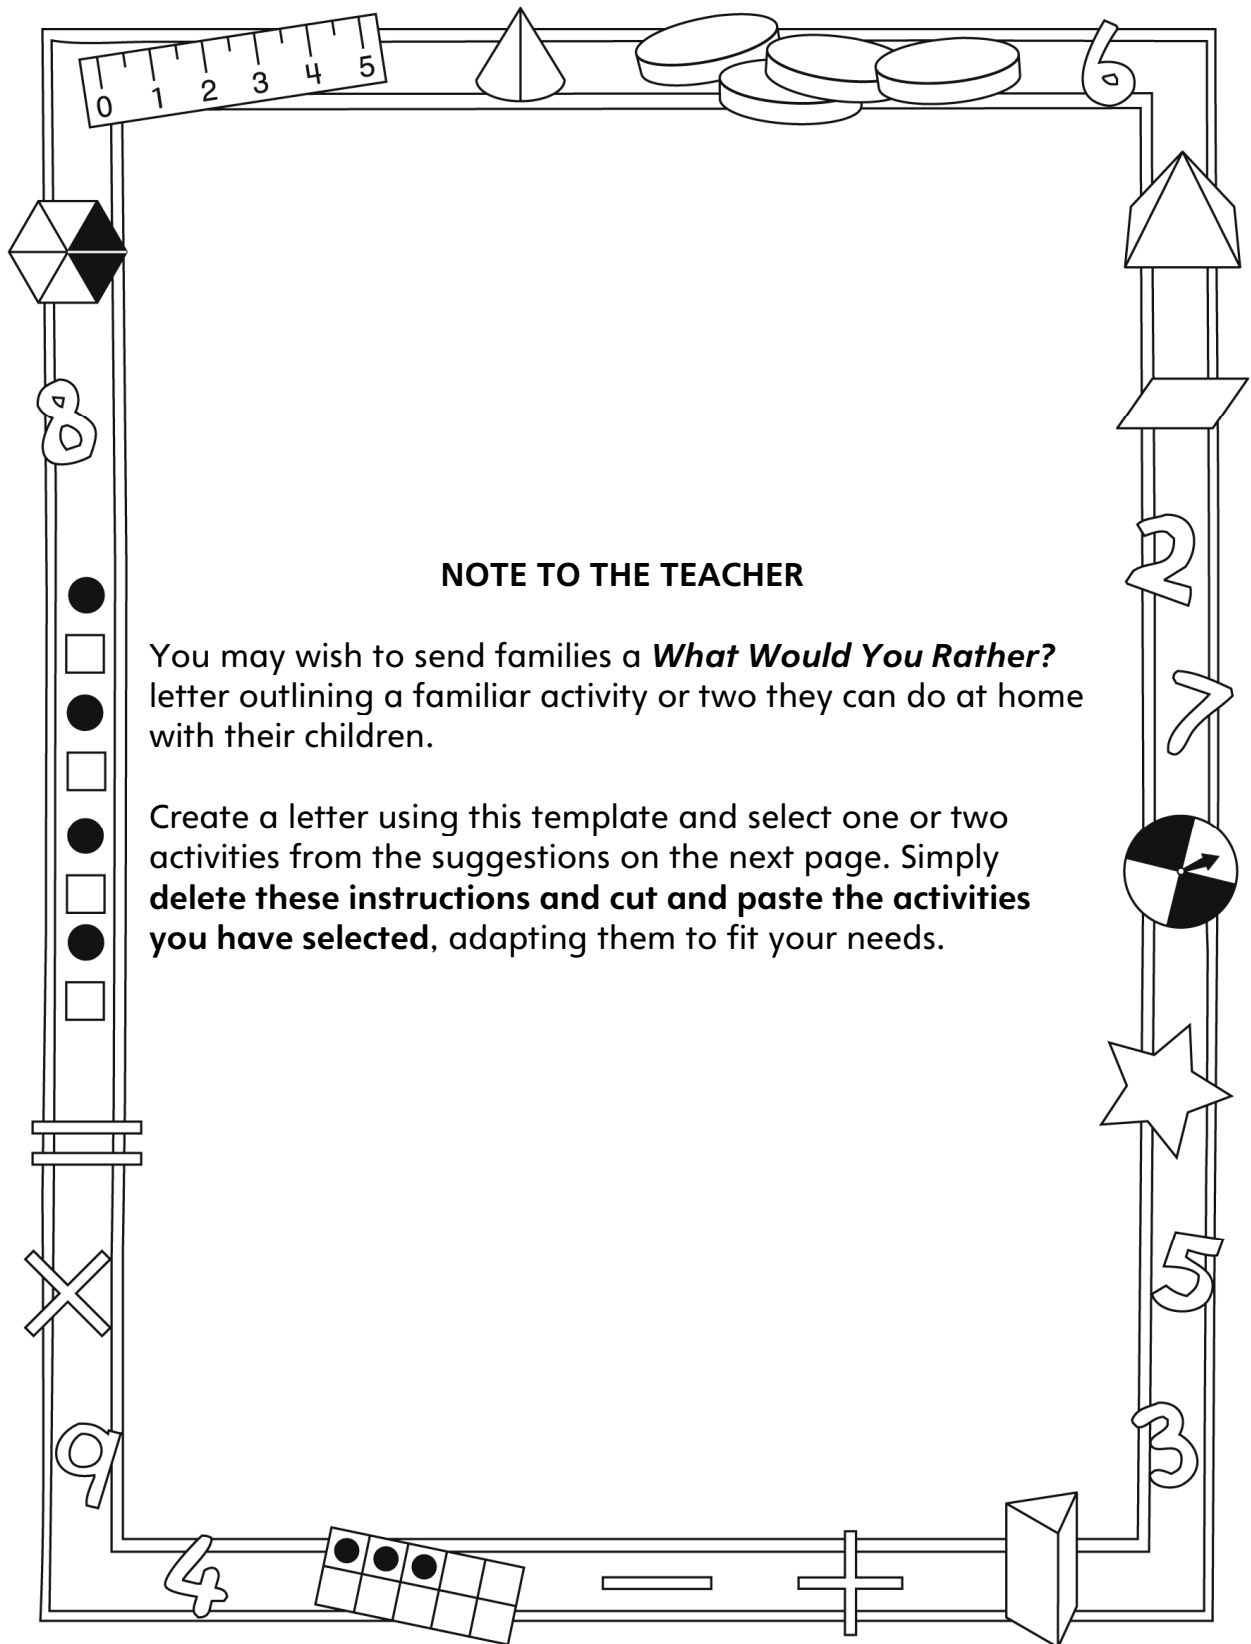 0 1 2 3 4 5
6
8
NOTE TO THE TEACHER
2
You may wish to send families a What Would You Rather?
letter outlining a familiar activity or two they can do at home
with their children.
7
Create a letter using this template and select one or two
activities from the suggestions on the next page. Simply
delete these instructions and cut and paste the activities
you have selected, adapting them to fit your needs.
=
×
5
9
3
4
− +